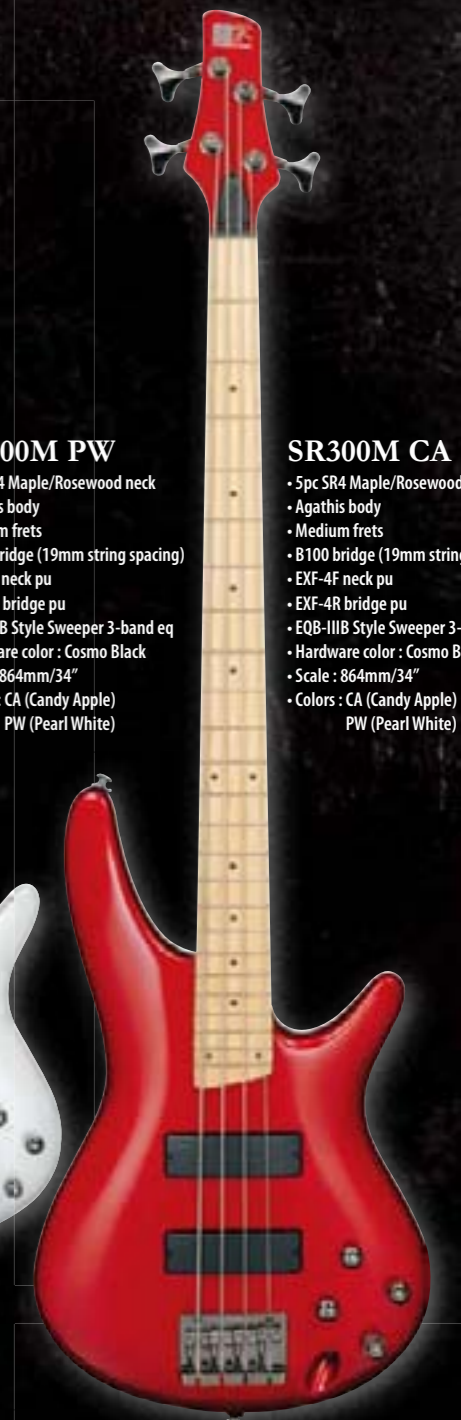 00M PW
4 Maple/Rosewood neck
s body
m frets
ridge (19mm string spacing)
neck pu
bridge pu
B Style Sweeper 3-band eq
are color : Cosmo Black
864mm/34"
: CA (Candy Apple)
PW (Pearl White)
SR300M CA
• 5pc SR4 Maple/Rosewood
• Agathis body
• Medium frets
• B100 bridge (19mm string
• EXF-4F neck pu
• EXF-4R bridge pu
• EQB-IIIB Style Sweeper 3-
• Hardware color : Cosmo B
• Scale : 864mm/34"
• Colors : CA (Candy Apple)
PW (Pearl White)